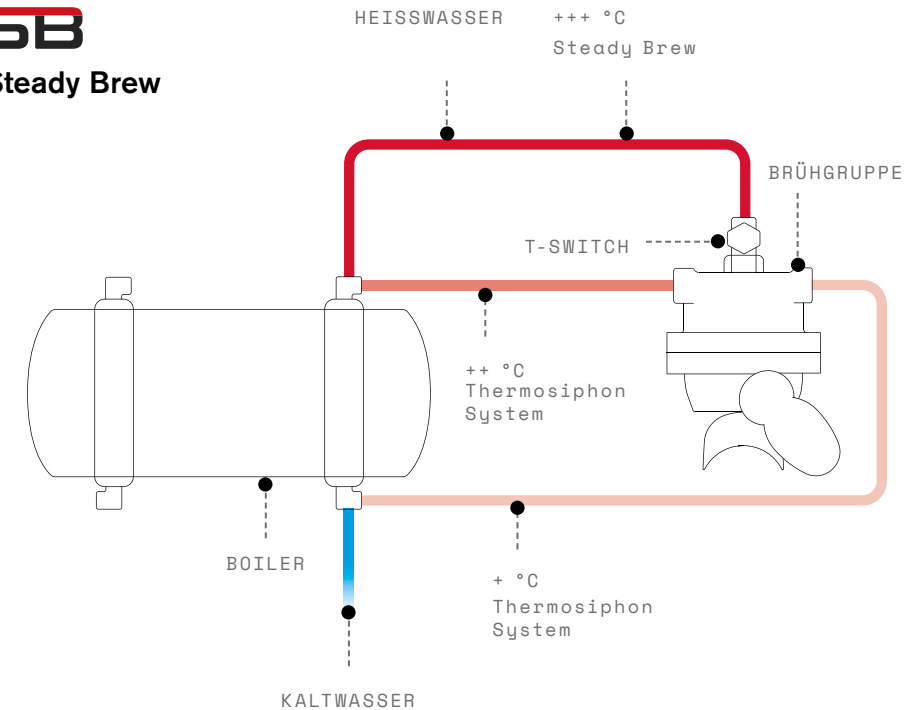 SB
Steady Brew
HEISSWASSER
+++ °C
Steady Brew
BRÜHGRUPPE
T-SWITCH
++ °C
Thermosiphon
System
BOILER
+ °C
Thermosiphon
System
KALTWASSER